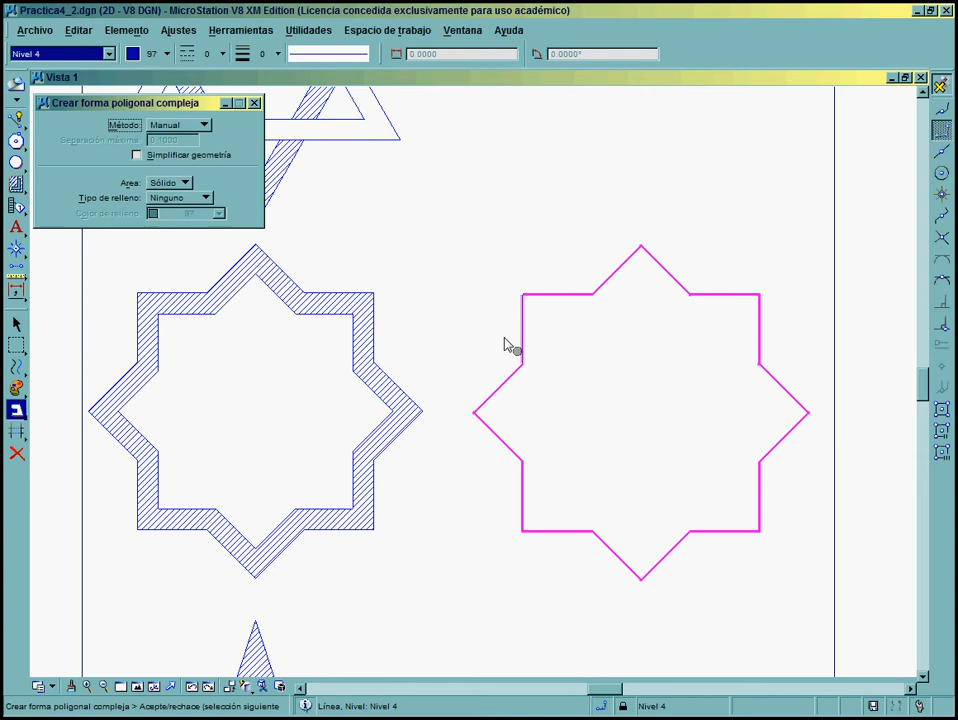 Practica4_2.dgn (2D - V8 DGN) - MicroStation V8 XM Edition (Licencia concedida exclusivamente para uso académico)
Archivo Editar Elemento Ajustes Herramientas Utilidades Espacio de trabajo Ventana Ayuda
Nivel 4 97 0 0 0.0000 0.0000°
Vista 1
Crear forma poligonal compleja
Método: Manual
Separación máxima: 0.1000
Simplificar geometría
Area: Sólido
Tipo de relleno: Ninguno
Color de relleno: 97
Crear forma poligonal compleja > Acepte/rechace (selección siguiente Línea, Nivel: Nivel 4 Nivel 4